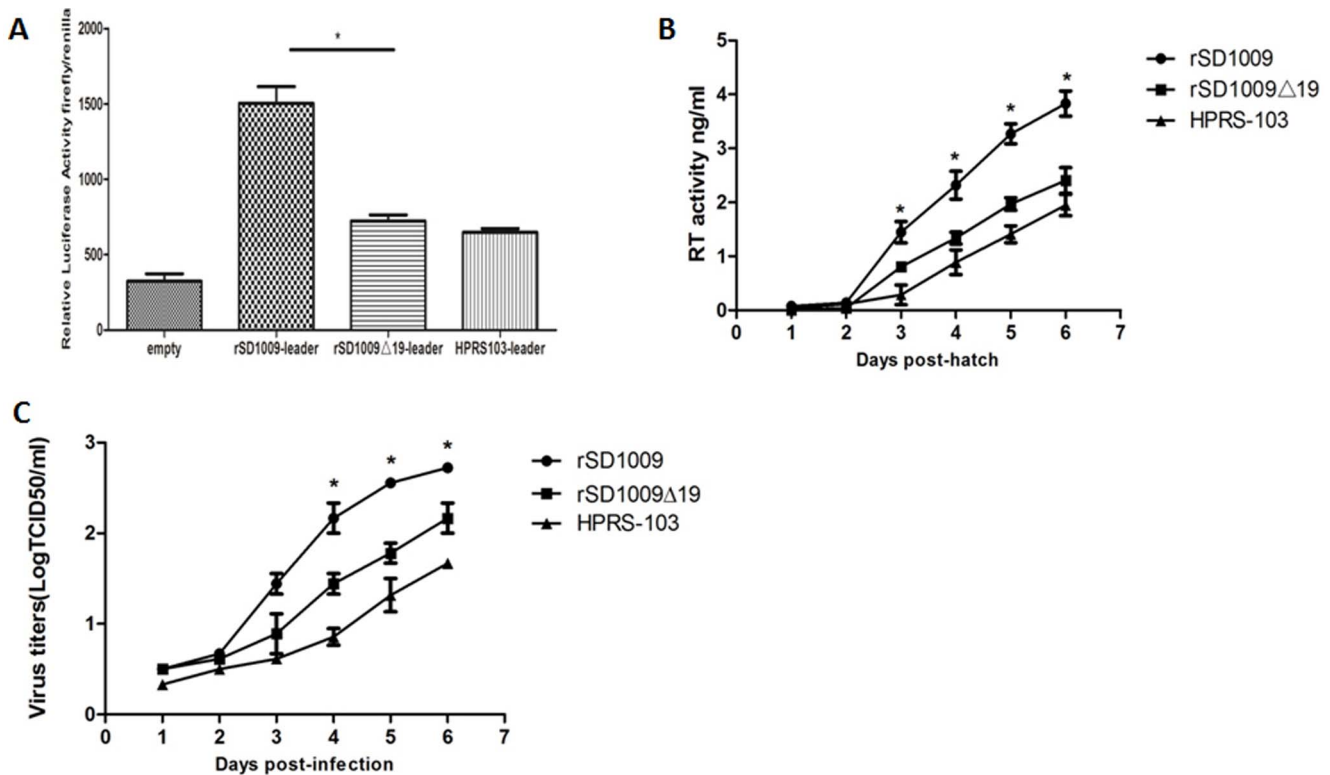 A
Relative Luciferase Activity firefly/renilla
2000
1500
1000
500
0
*
empty
rSD1009-leader
rSD1009△19-leader
HPRS103-leader
B
RT activity ng/ml
5
4
3
2
1
0
* * * *
0 1 2 3 4 5 6 7
Days post-hatch
rSD1009
rSD1009△19
HPRS-103
C
Virus titers(LogTCID50/ml)
3
2
1
0
* * *
0 1 2 3 4 5 6 7
Days post-infection
rSD1009
rSD1009Δ19
HPRS-103